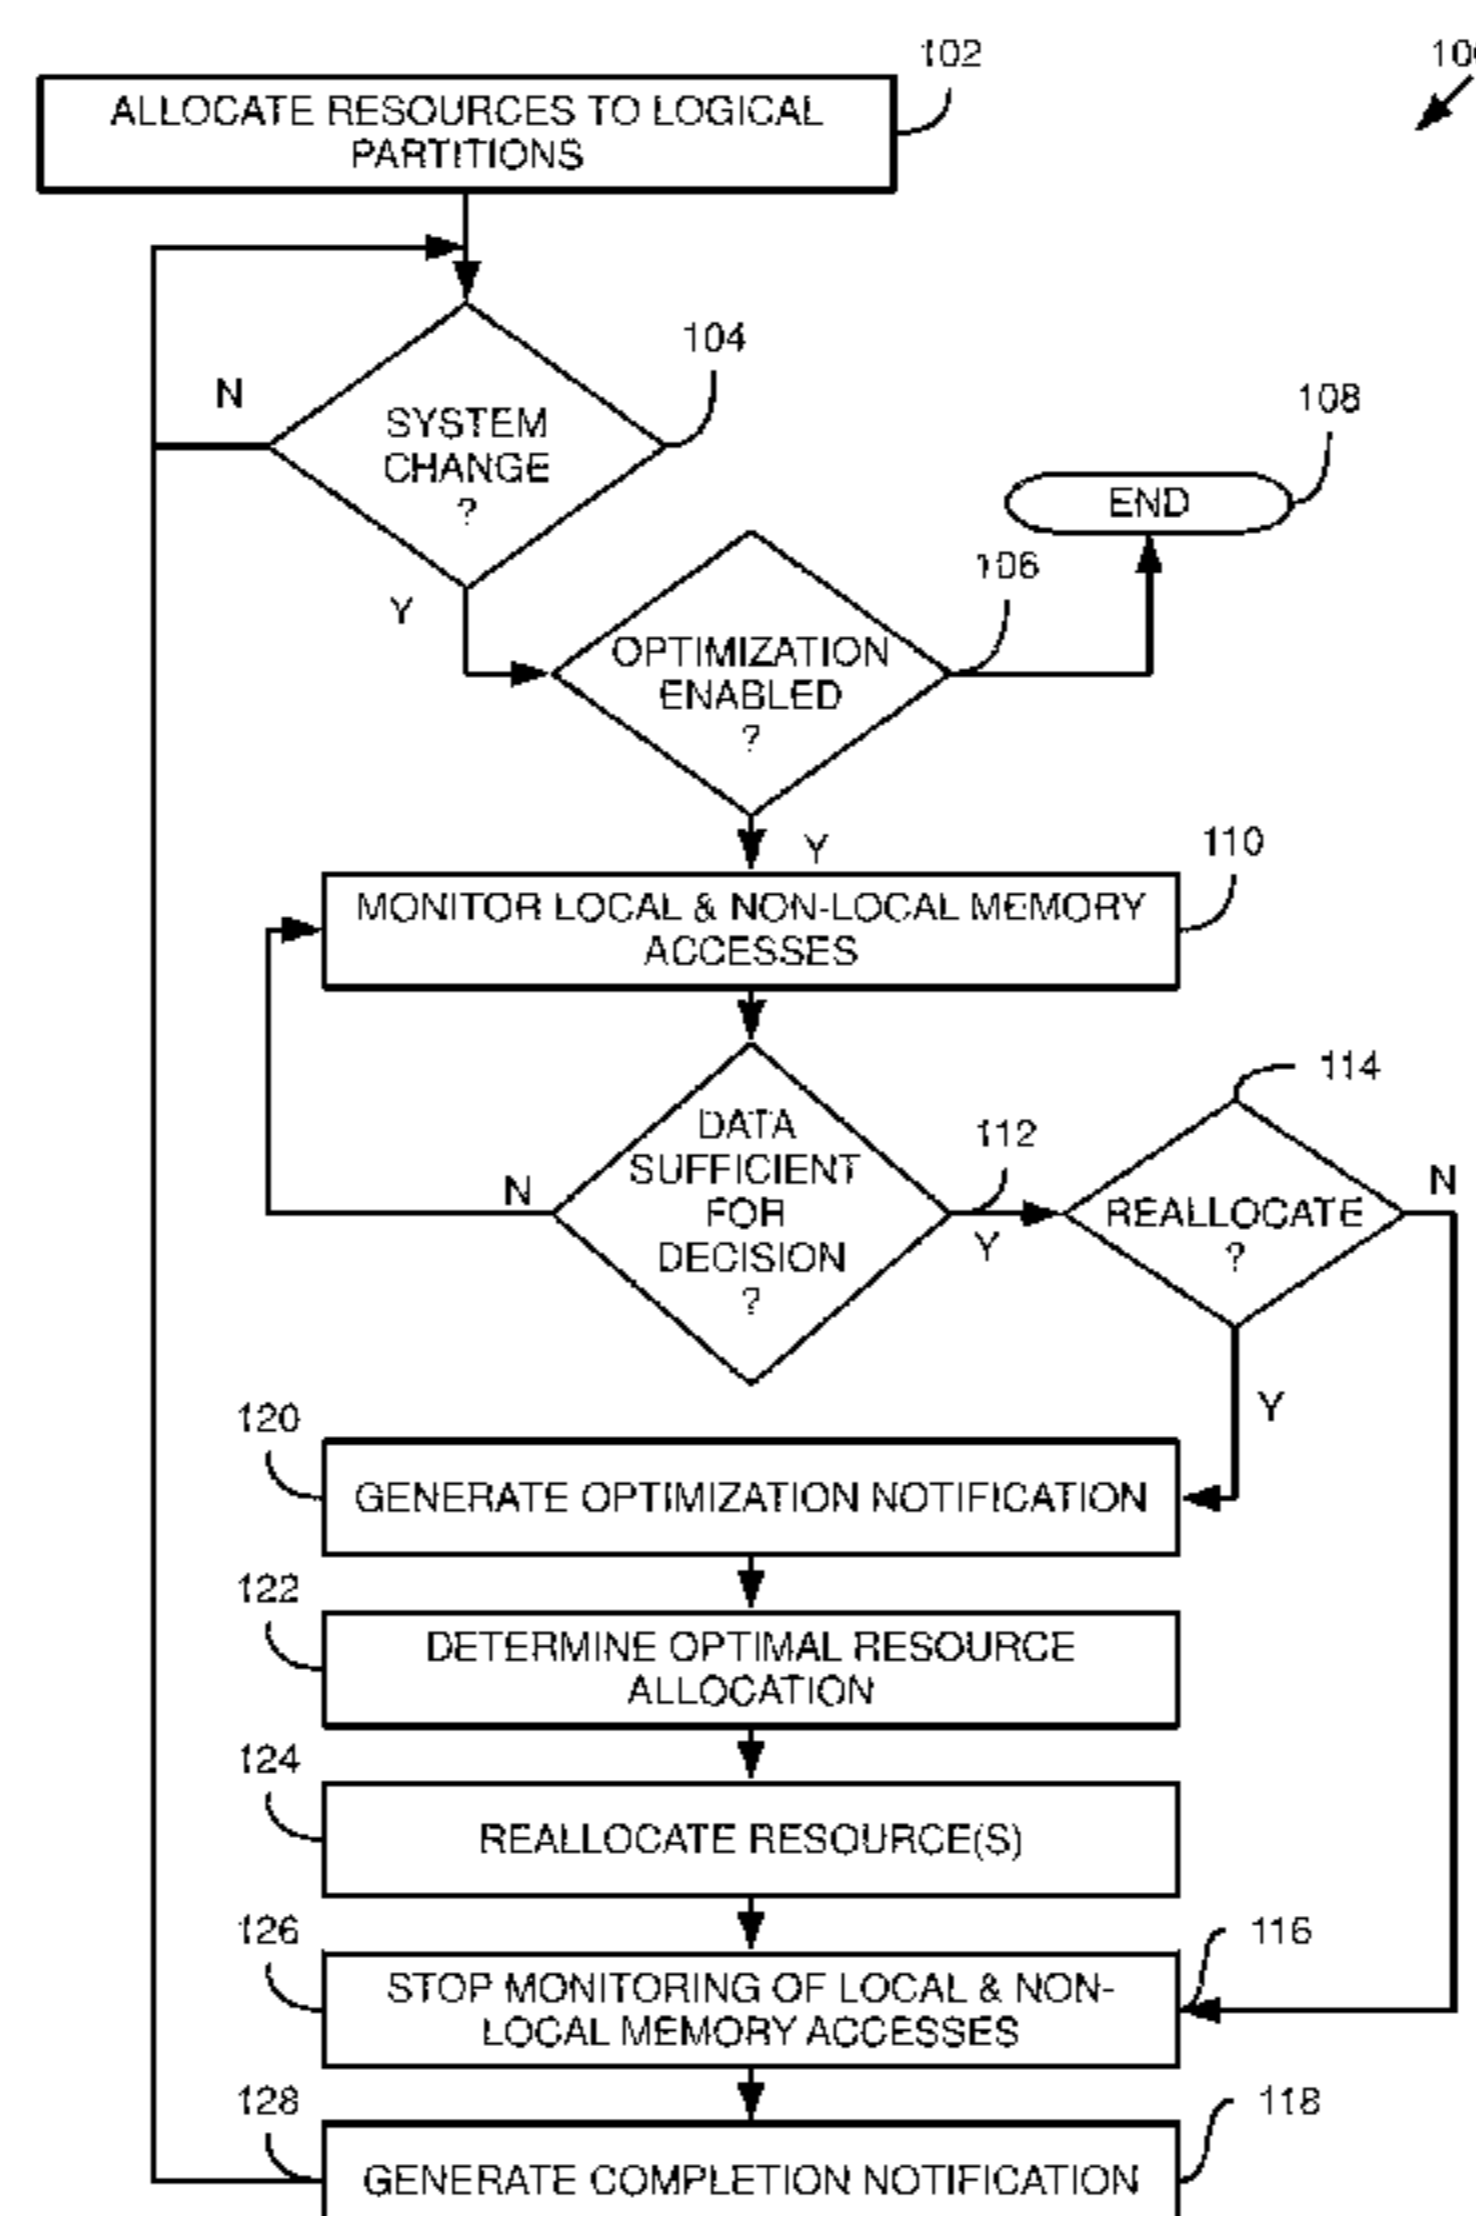 102
ALLOCATE RESOURCES TO LOGICAL
PARTITIONS
104
N
SYSTEM
CHANGE
?
Y
108
END
106
OPTIMIZATION
ENABLED
?
Y
110
MONITOR LOCAL & NON-LOCAL MEMORY
ACCESSES
114
112
DATA
SUFFICIENT
FOR
DECISION
?
N
Y
REALLOCATE
?
N
Y
120
GENERATE OPTIMIZATION NOTIFICATION
122
DETERMINE OPTIMAL RESOURCE
ALLOCATION
124
REALLOCATE RESOURCE(S)
126
116
STOP MONITORING OF LOCAL & NON-
LOCAL MEMORY ACCESSES
128
118
GENERATE COMPLETION NOTIFICATION